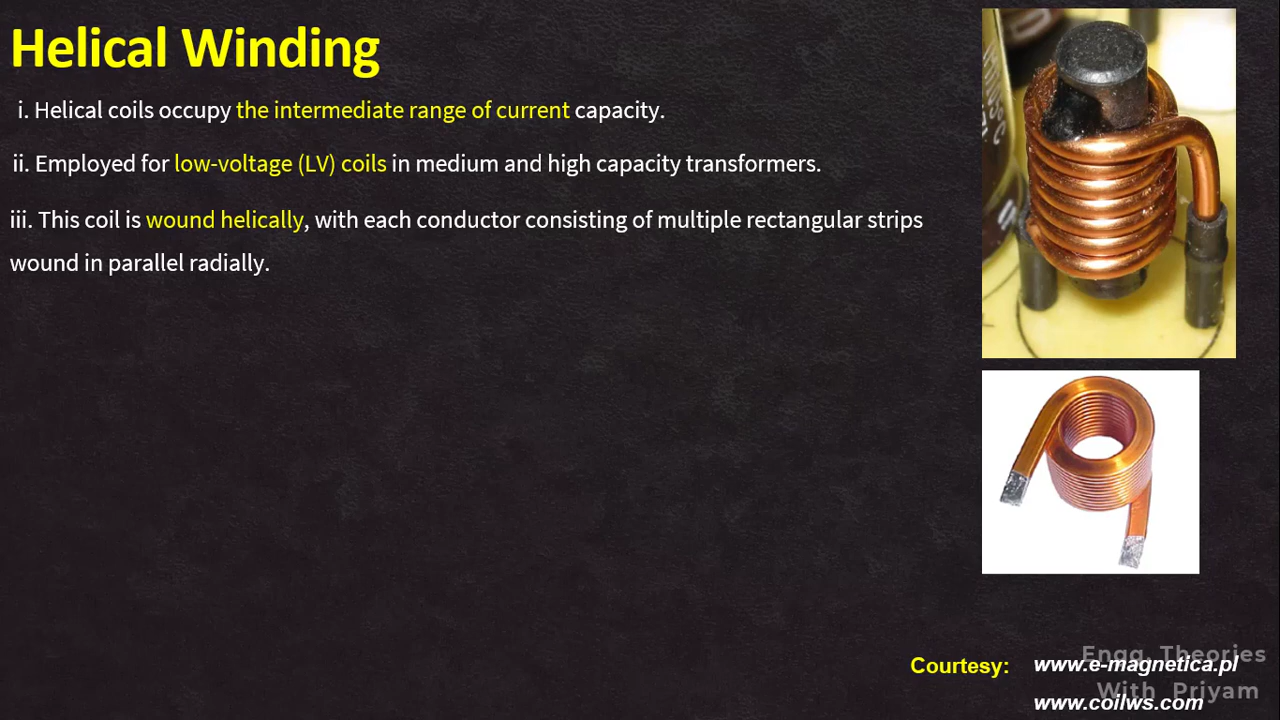 Helical Winding
i. Helical coils occupy the intermediate range of current capacity.
ii. Employed for low-voltage (LV) coils in medium and high capacity transformers.
iii. This coil is wound helically, with each conductor consisting of multiple rectangular strips
wound in parallel radially.
Courtesy: www.e-magnetica.pl
www.coilws.com
Engg. Theories
With Priyam